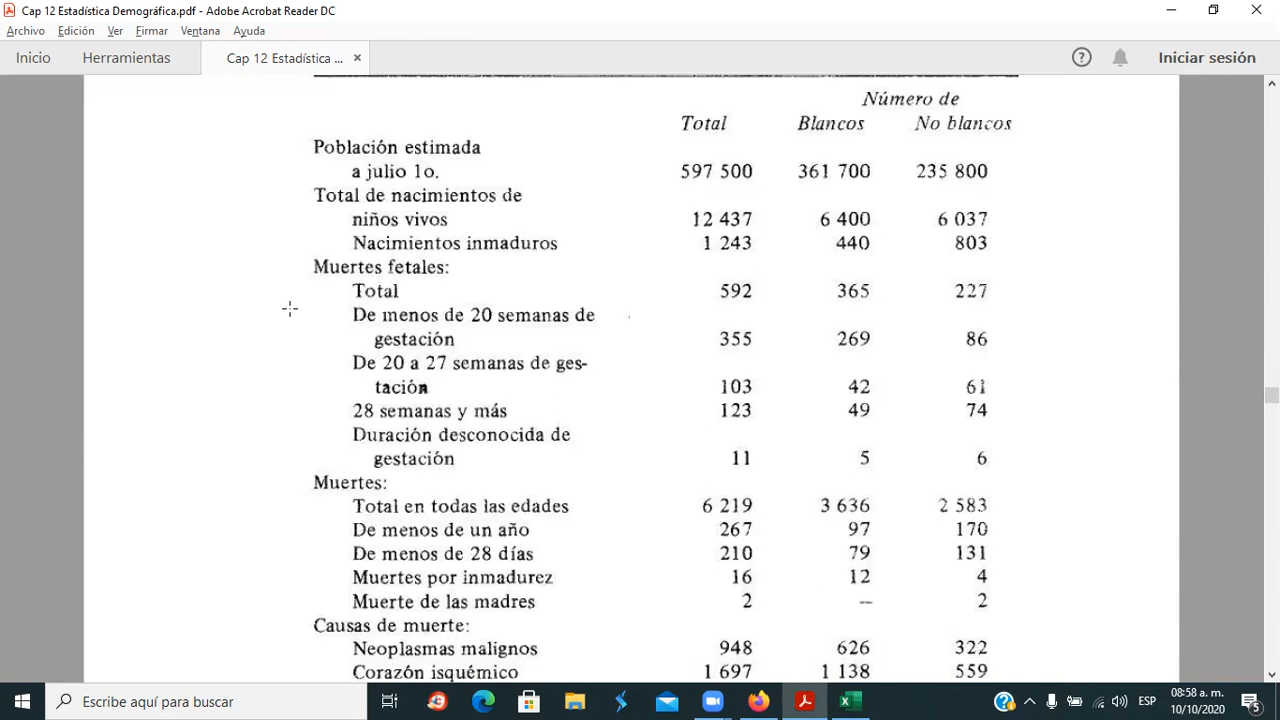 Cap 12 Estadística Demográfica.pdf - Adobe Acrobat Reader DC
Archivo Edición Ver Firmar Ventana Ayuda
Inicio Herramientas Cap 12 Estadística ... × Iniciar sesión
Número de
Total Blancos No blancos
Población estimada
a julio 1o. 597 500 361 700 235 800
Total de nacimientos de
niños vivos 12 437 6 400 6 037
Nacimientos inmaduros 1 243 440 803
Muertes fetales:
Total 592 365 227
De menos de 20 semanas de
gestación 355 269 86
De 20 a 27 semanas de ges-
tación 103 42 61
28 semanas y más 123 49 74
Duración desconocida de
gestación 11 5 6
Muertes:
Total en todas las edades 6 219 3 636 2 583
De menos de un año 267 97 170
De menos de 28 días 210 79 131
Muertes por inmadurez 16 12 4
Muerte de las madres 2 — 2
Causas de muerte:
Neoplasmas malignos 948 626 322
Corazón isquémico 1 697 1 138 559
Escribe aquí para buscar
ESP
08:58 a. m.
10/10/2020
5